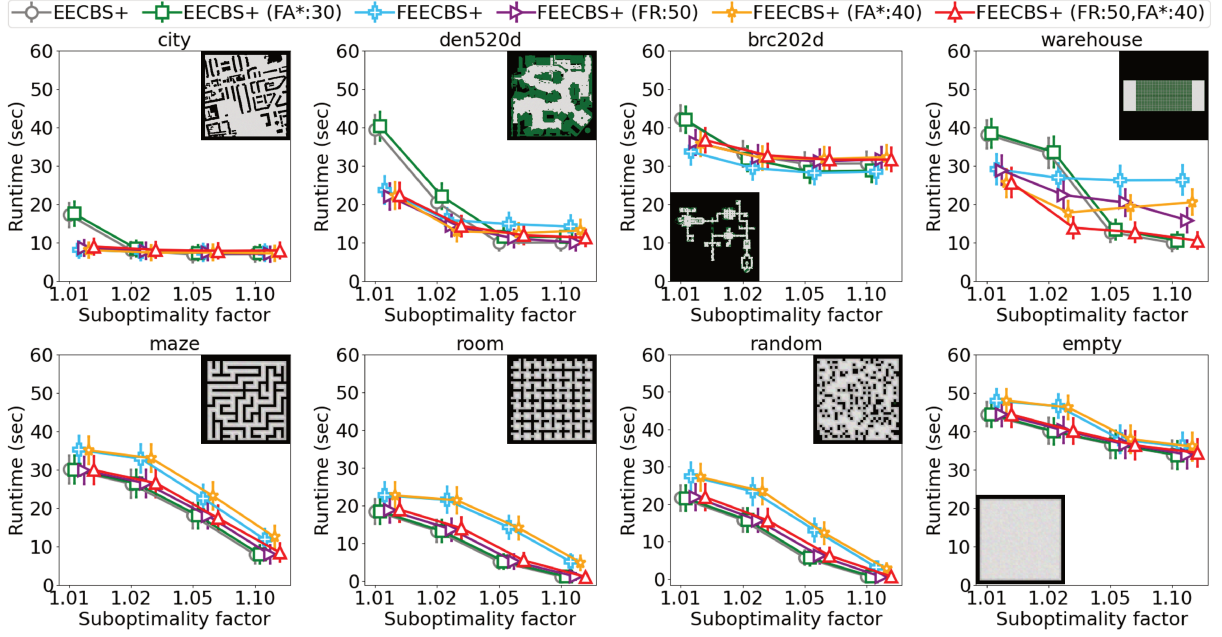 EECBS+ EECBS+ (FA*:30) FEECBS+ FEECBS+ (FR:50) FEECBS+ (FA*:40) FEECBS+ (FR:50,FA*:40)
city den520d brc202d warehouse
60 60 60 60
50 50 50 50
40 40 40 40
30 30 30 30
20 20 20 20
10 10 10 10
0 0 0 0
Runtime (sec) Runtime (sec) Runtime (sec) Runtime (sec)
1.01 1.02 1.05 1.10 1.01 1.02 1.05 1.10 1.01 1.02 1.05 1.10 1.01 1.02 1.05 1.10
Suboptimality factor Suboptimality factor Suboptimality factor Suboptimality factor
maze room random empty
60 60 60 60
50 50 50 50
40 40 40 40
30 30 30 30
20 20 20 20
10 10 10 10
0 0 0 0
Runtime (sec) Runtime (sec) Runtime (sec) Runtime (sec)
1.01 1.02 1.05 1.10 1.01 1.02 1.05 1.10 1.01 1.02 1.05 1.10 1.01 1.02 1.05 1.10
Suboptimality factor Suboptimality factor Suboptimality factor Suboptimality factor